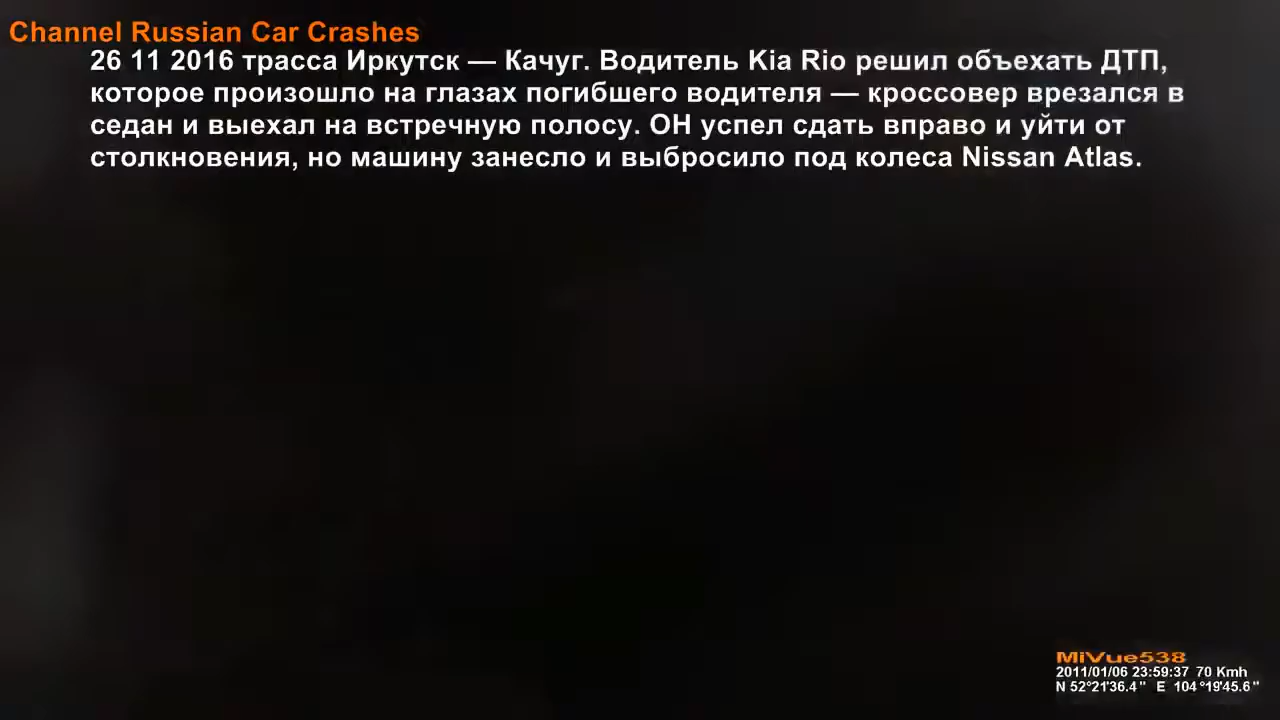 Channel Russian Car Crashes
26 11 2016 трасса Иркутск — Качуг. Водитель Kia Rio решил объехать ДТП,
которое произошло на глазах погибшего водителя — кроссовер врезался в
седан и выехал на встречную полосу. ОН успел сдать вправо и уйти от
столкновения, но машину занесло и выбросило под колеса Nissan Atlas.
MiVue538
2011/01/06 23:59:37 70 Kmh
N 52°21'36.4" E 104°19'45.6"